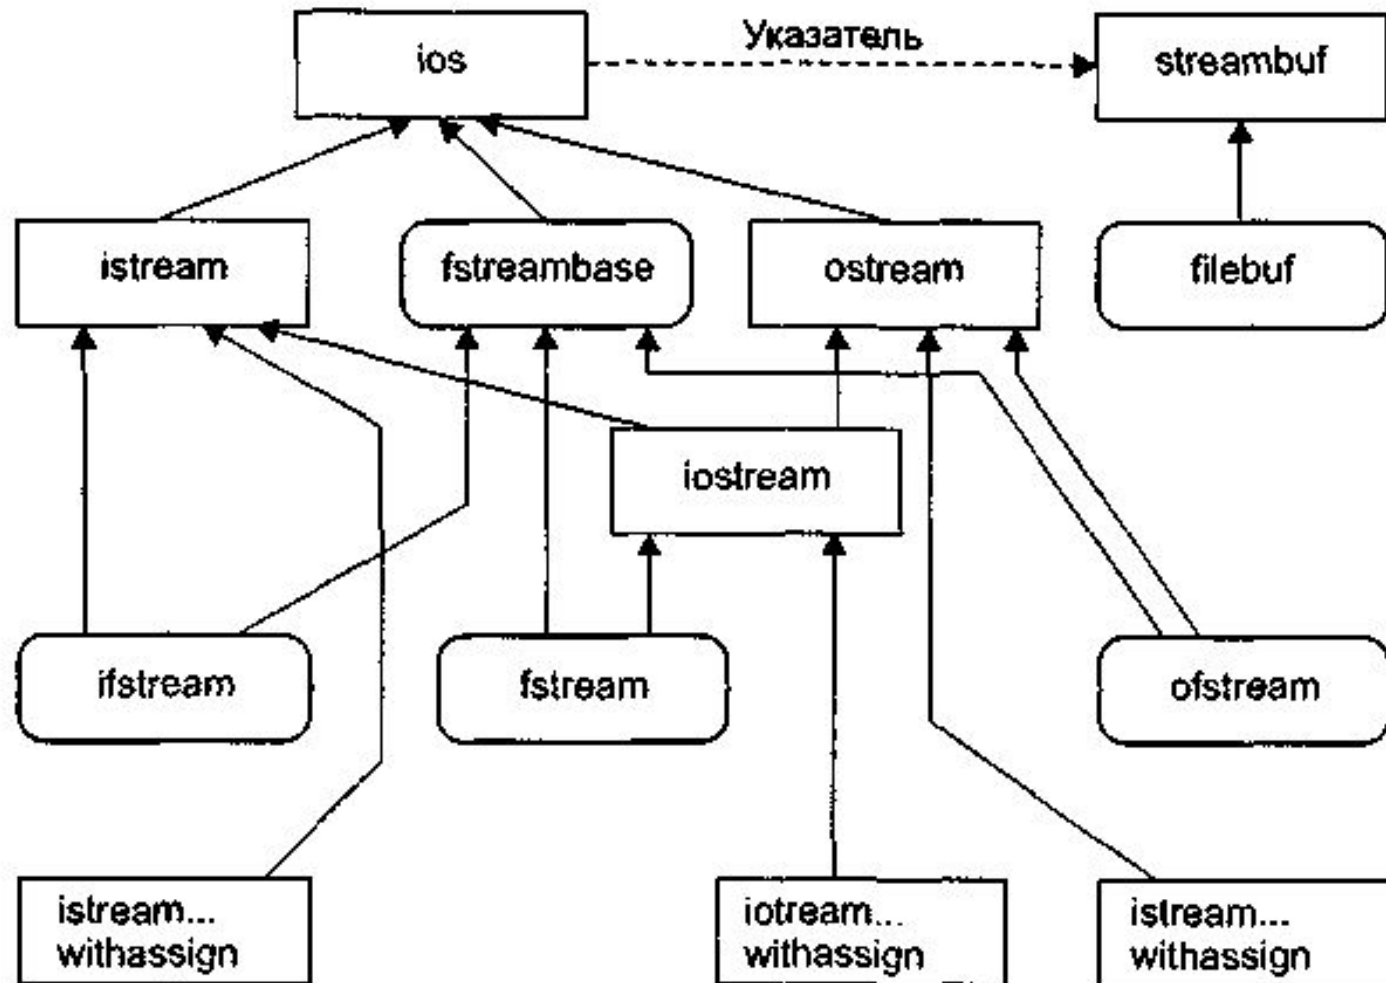 ios
Указатель
streambuf
istream
fstreambase
ostream
filebuf
iostream
ifstream
fstream
ofstream
istream...
withassign
iotream...
withassign
istream...
withassign